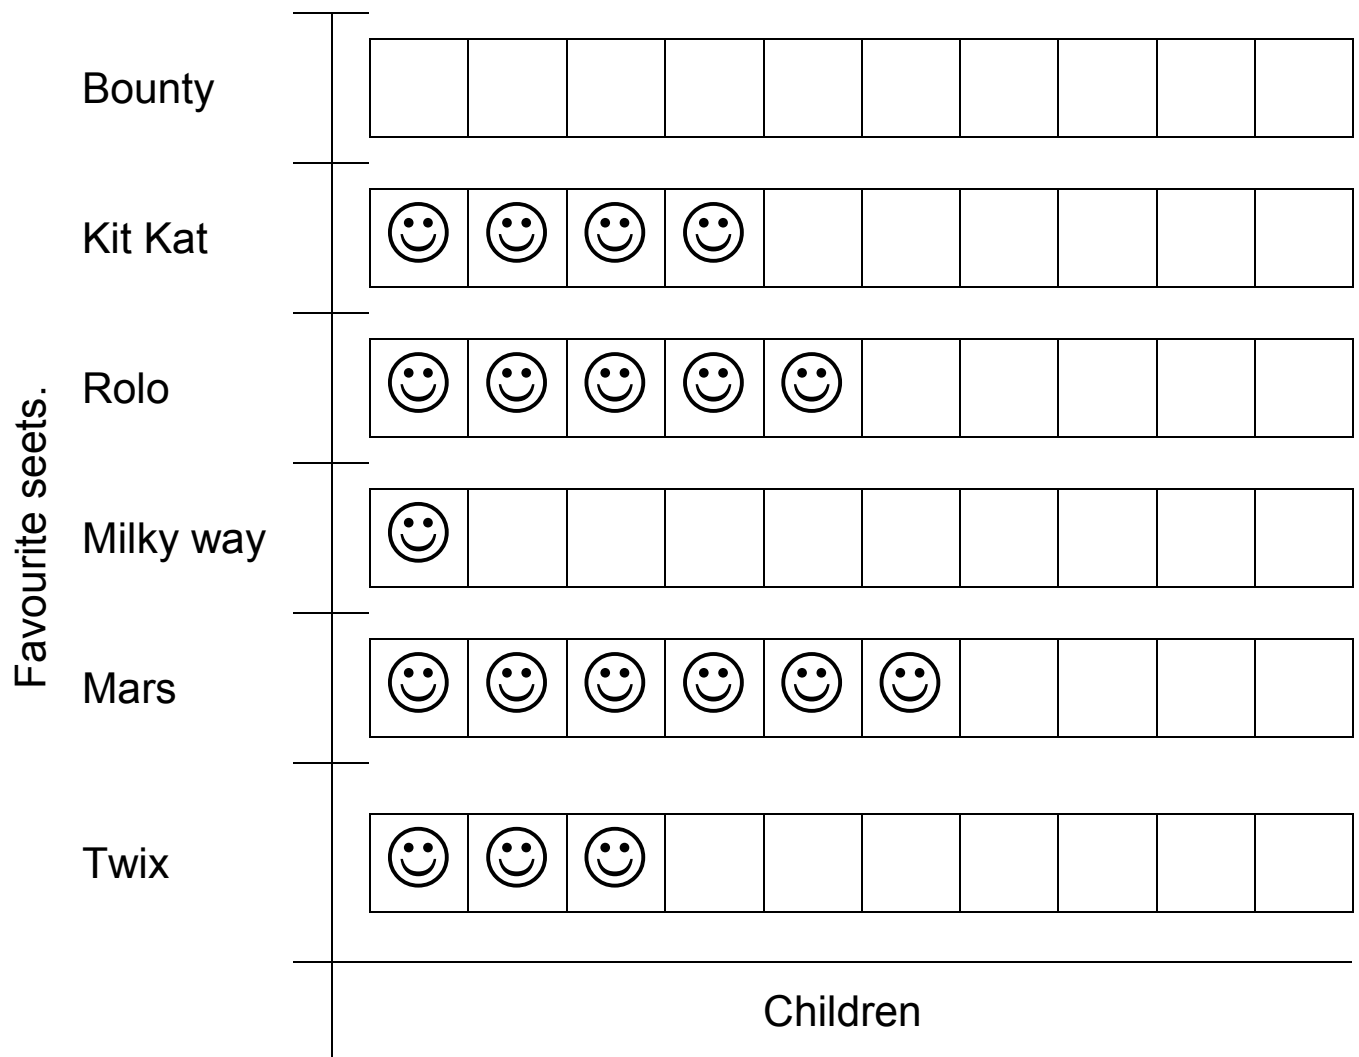 Bounty
Kit Kat
Rolo
Milky way
Mars
Twix
Favourite seets.
Children